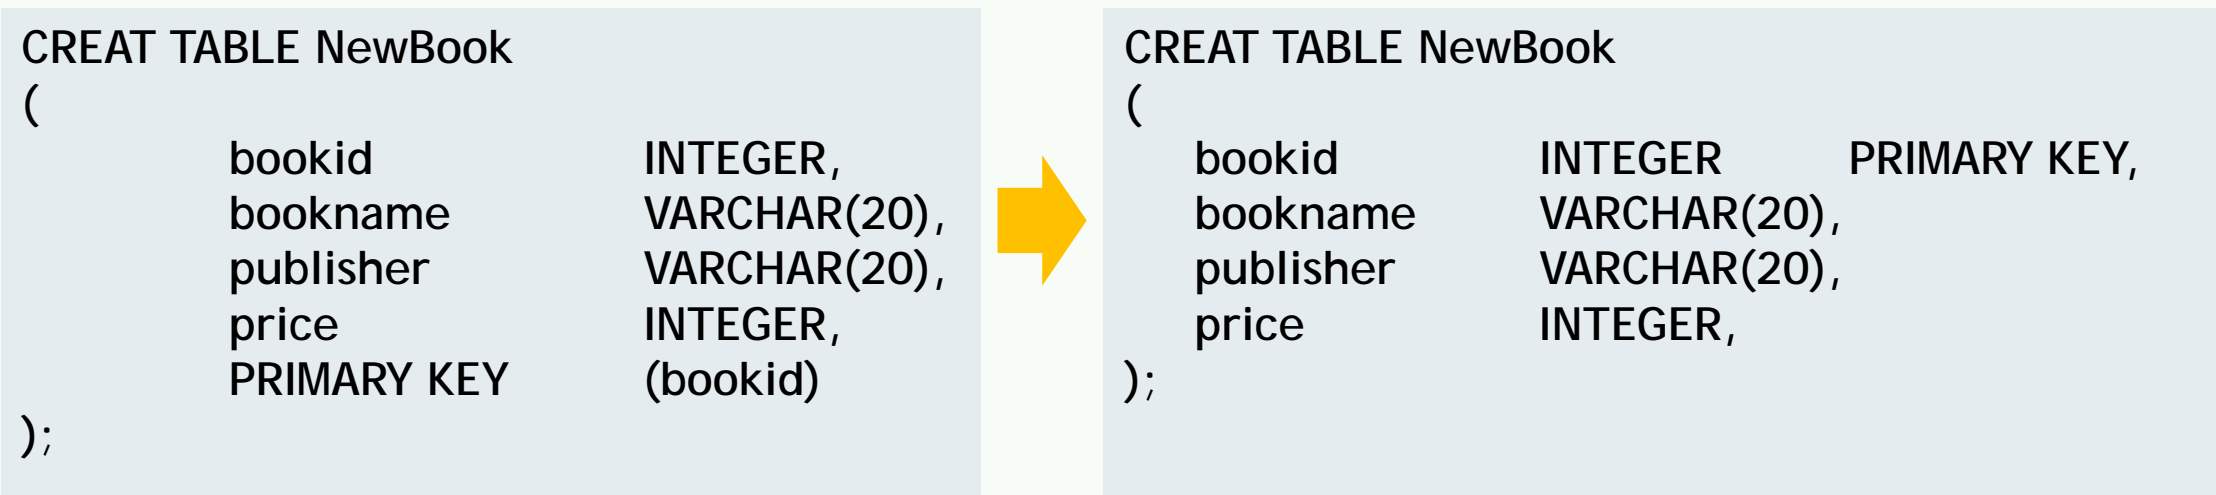 CREAT TABLE NewBook
(
bookid INTEGER,
bookname VARCHAR(20),
publisher VARCHAR(20),
price INTEGER,
PRIMARY KEY (bookid)
);
CREAT TABLE NewBook
(
bookid INTEGER PRIMARY KEY,
bookname VARCHAR(20),
publisher VARCHAR(20),
price INTEGER,
);